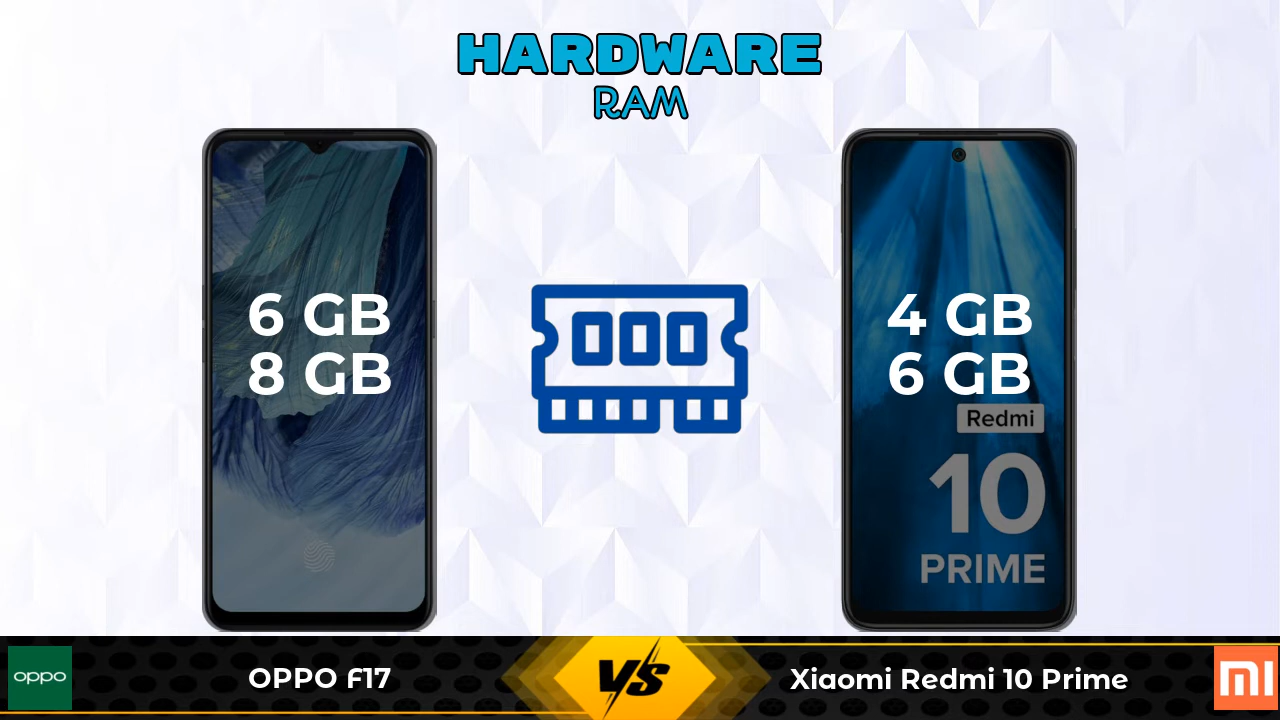 HARDWARE
RAM
6 GB
8 GB
4 GB
6 GB
Redmi
10
PRIME
oppo
OPPO F17
VS
Xiaomi Redmi 10 Prime
mi